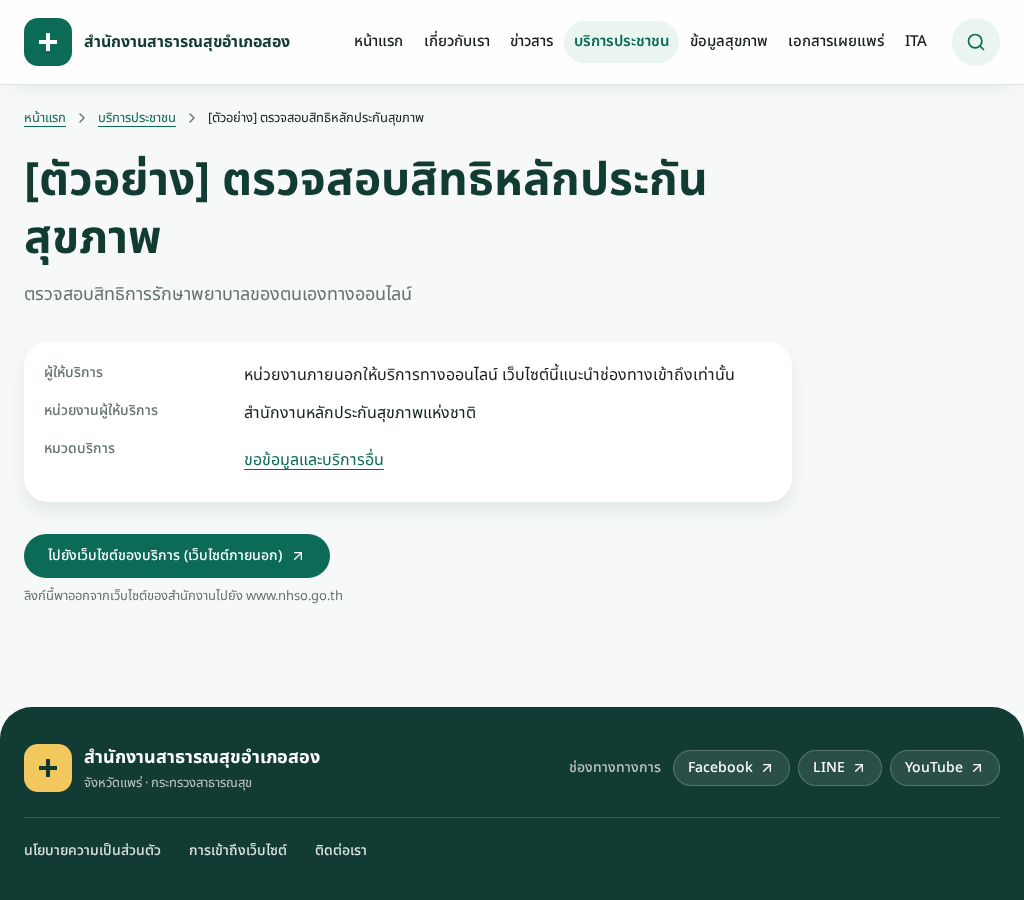 สำนักงานสาธารณสุขอำเภอสอง
หน้าแรก เกี่ยวกับเรา ข่าวสาร บริการประชาชน ข้อมูลสุขภาพ เอกสารเผยแพร่ ITA
หน้าแรก บริการประชาชน [ตัวอย่าง] ตรวจสอบสิทธิหลักประกันสุขภาพ
[ตัวอย่าง] ตรวจสอบสิทธิหลักประกัน
สุขภาพ
ตรวจสอบสิทธิการรักษาพยาบาลของตนเองทางออนไลน์
ผู้ให้บริการ หน่วยงานภายนอกให้บริการทางออนไลน์ เว็บไซต์นี้แนะนำช่องทางเข้าถึงเท่านั้น
หน่วยงานผู้ให้บริการ สำนักงานหลักประกันสุขภาพแห่งชาติ
หมวดบริการ ขอข้อมูลและบริการอื่น
ไปยังเว็บไซต์ของบริการ (เว็บไซต์ภายนอก)
ลิงก์นี้พาออกจากเว็บไซต์ของสำนักงานไปยัง www.nhso.go.th
สำนักงานสาธารณสุขอำเภอสอง
จังหวัดแพร่ · กระทรวงสาธารณสุข
ช่องทางทางการ Facebook LINE YouTube
นโยบายความเป็นส่วนตัว การเข้าถึงเว็บไซต์ ติดต่อเรา